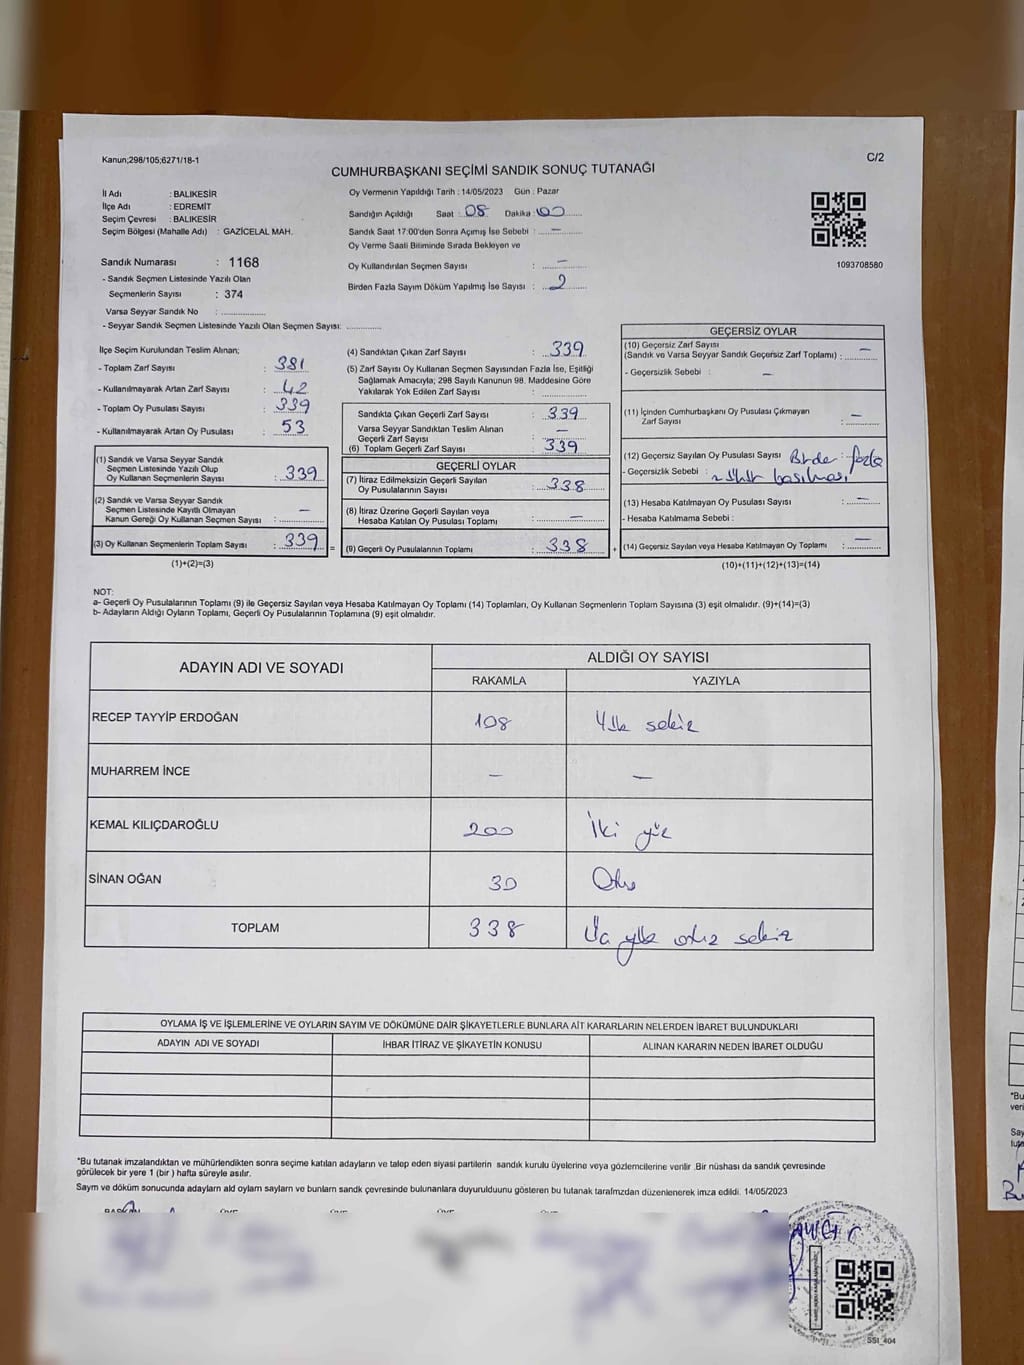 Kanun;298/105;6271/18-1
C/2
CUMHURBAŞKANI SEÇİMİ SANDIK SONUÇ TUTANAĞI
İl Adı : BALIKESİR
İlçe Adı : EDREMİT
Seçim Çevresi : BALIKESİR
Seçim Bölgesi (Mahalle Adı) : GAZİCELAL MAH.
Sandık Numarası : 1168
- Sandık Seçmen Listesinde Yazılı Olan
Seçmenlerin Sayısı : 374
Varsa Seyyar Sandık No : ..............
- Seyyar Sandık Seçmen Listesinde Yazılı Olan Seçmen Sayısı: ............
Oy Vermenin Yapıldığı Tarih : 14/05/2023 Gün : Pazar
Sandığın Açıldığı Saat : 08 Dakika : 00
Sandık Saat 17:00'den Sonra Açımış İse Sebebi : —
Oy Verme Saati Bitiminde Sırada Bekleyen ve
Oy Kullandırılan Seçmen Sayısı : —
Birden Fazla Sayım Döküm Yapılmış İse Sayısı : 2
1093708580
İlçe Seçim Kurulundan Teslim Alınan;
- Toplam Zarf Sayısı : 381
- Kullanılmayarak Artan Zarf Sayısı : 42
- Toplam Oy Pusulası Sayısı : 339
- Kullanılmayarak Artan Oy Pusulası : 53
(1) Sandık ve Varsa Seyyar Sandık
Seçmen Listesinde Yazılı Olup
Oy Kullanan Seçmenlerin Sayısı : 339
(2) Sandık ve Varsa Seyyar Sandık
Seçmen Listesinde Kayıtlı Olmayan
Kanun Gereği Oy Kullanan Seçmen Sayısı : —
(3) Oy Kullanan Seçmenlerin Toplam Sayısı : 339 =
(1)+(2)=(3)
(4) Sandıktan Çıkan Zarf Sayısı : 339
(5) Zarf Sayısı Oy Kullanan Seçmen Sayısından Fazla İse, Eşitliği
Sağlamak Amacıyla; 298 Sayılı Kanunun 98. Maddesine Göre
Yakılarak Yok Edilen Zarf Sayısı : ............
Sandıkta Çıkan Geçerli Zarf Sayısı : 339
Varsa Seyyar Sandıktan Teslim Alınan
Geçerli Zarf Sayısı : —
(6) Toplam Geçerli Zarf Sayısı : 339
GEÇERLİ OYLAR
(7) İtiraz Edilmeksizin Geçerli Sayılan
Oy Pusulalarının Sayısı : 338
(8) İtiraz Üzerine Geçerli Sayılan veya
Hesaba Katılan Oy Pusulası Toplamı : —
(9) Geçerli Oy Pusulalarının Toplamı : 338 +
GEÇERSİZ OYLAR
(10) Geçersiz Zarf Sayısı
(Sandık ve Varsa Seyyar Sandık Geçersiz Zarf Toplamı) : —
- Geçersizlik Sebebi : —
(11) İçinden Cumhurbaşkanı Oy Pusulası Çıkmayan
Zarf Sayısı : —
(12) Geçersiz Sayılan Oy Pusulası Sayısı Birden fazla
- Geçersizlik Sebebi : basılması
(13) Hesaba Katılmayan Oy Pusulası Sayısı : —
- Hesaba Katılmama Sebebi :
(14) Geçersiz Sayılan veya Hesaba Katılmayan Oy Toplamı : —
(10)+(11)+(12)+(13)=(14)
NOT:
a- Geçerli Oy Pusulalarının Toplamı (9) ile Geçersiz Sayılan veya Hesaba Katılmayan Oy Toplamı (14) Toplamları, Oy Kullanan Seçmenlerin Toplam Sayısına (3) eşit olmalıdır. (9)+(14)=(3)
b- Adayların Aldığı Oyların Toplamı, Geçerli Oy Pusulalarının Toplamına (9) eşit olmalıdır.
ADAYIN ADI VE SOYADI
ALDIĞI OY SAYISI
RAKAMLA YAZIYLA
RECEP TAYYİP ERDOĞAN 108 Yüz sekiz
MUHARREM İNCE — —
KEMAL KILIÇDAROĞLU 200 İki yüz
SİNAN OĞAN 30 Otuz
TOPLAM 338 Üç yüz otuz sekiz
OYLAMA İŞ VE İŞLEMLERİNE VE OYLARIN SAYIM VE DÖKÜMÜNE DAİR ŞİKAYETLERLE BUNLARA AİT KARARLARIN NELERDEN İBARET BULUNDUKLARI
ADAYIN ADI VE SOYADI İHBAR İTİRAZ VE ŞİKAYETİN KONUSU ALINAN KARARIN NEDEN İBARET OLDUĞU
*Bu tutanak imzalandıktan ve mühürlendikten sonra seçime katılan adayların ve talep eden siyasi partilerin sandık kurulu üyelerine veya gözlemcilerine verilir .Bir nüshası da sandık çevresinde
görülecek bir yere 1 (bir ) hafta süreyle asılır.
Sayım ve döküm sonucunda adayların ald oyların sayları ve bunların sandk çevresinde bulunanlara duyurulduunu gösteren bu tutanak tarafmzdan düzenlenerek imza edildi. 14/05/2023